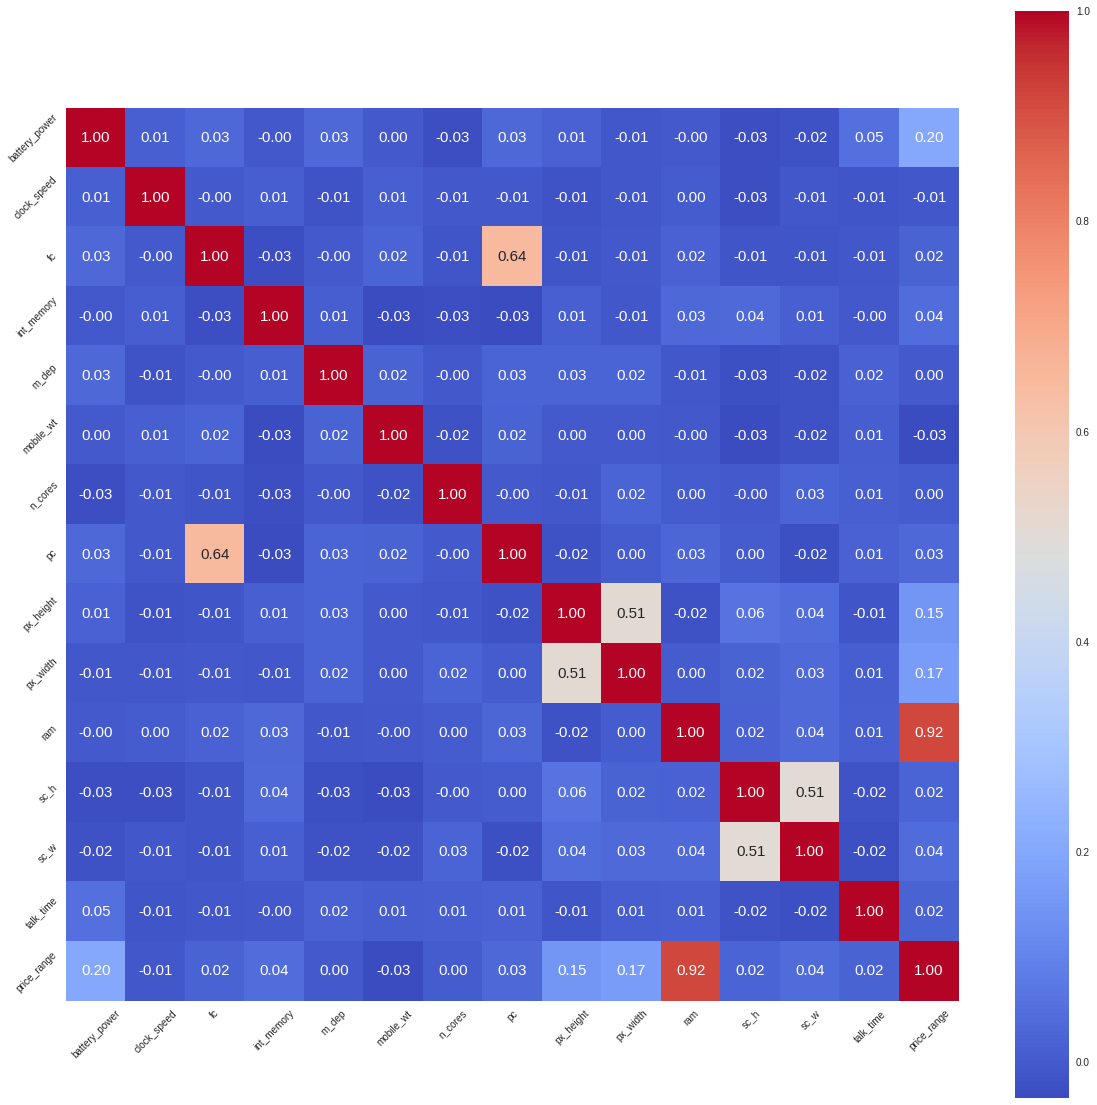 1.0
battery_power 1.00 0.01 0.03 -0.00 0.03 0.00 -0.03 0.03 0.01 -0.01 -0.00 -0.03 -0.02 0.05 0.20
clock_speed 0.01 1.00 -0.00 0.01 -0.01 0.01 -0.01 -0.01 -0.01 -0.01 0.00 -0.03 -0.01 -0.01 -0.01
0.8
fc 0.03 -0.00 1.00 -0.03 -0.00 0.02 -0.01 0.64 -0.01 -0.01 0.02 -0.01 -0.01 -0.01 0.02
int_memory -0.00 0.01 -0.03 1.00 0.01 -0.03 -0.03 -0.03 0.01 -0.01 0.03 0.04 0.01 -0.00 0.04
m_dep 0.03 -0.01 -0.00 0.01 1.00 0.02 -0.00 0.03 0.03 0.02 -0.01 -0.03 -0.02 0.02 0.00
mobile_wt 0.00 0.01 0.02 -0.03 0.02 1.00 -0.02 0.02 0.00 0.00 -0.00 -0.03 -0.02 0.01 -0.03
0.6
n_cores -0.03 -0.01 -0.01 -0.03 -0.00 -0.02 1.00 -0.00 -0.01 0.02 0.00 -0.00 0.03 0.01 0.00
pc 0.03 -0.01 0.64 -0.03 0.03 0.02 -0.00 1.00 -0.02 0.00 0.03 0.00 -0.02 0.01 0.03
px_height 0.01 -0.01 -0.01 0.01 0.03 0.00 -0.01 -0.02 1.00 0.51 -0.02 0.06 0.04 -0.01 0.15
0.4
px_width -0.01 -0.01 -0.01 -0.01 0.02 0.00 0.02 0.00 0.51 1.00 0.00 0.02 0.03 0.01 0.17
ram -0.00 0.00 0.02 0.03 -0.01 -0.00 0.00 0.03 -0.02 0.00 1.00 0.02 0.04 0.01 0.92
sc_h -0.03 -0.03 -0.01 0.04 -0.03 -0.03 -0.00 0.00 0.06 0.02 0.02 1.00 0.51 -0.02 0.02
sc_w -0.02 -0.01 -0.01 0.01 -0.02 -0.02 0.03 -0.02 0.04 0.03 0.04 0.51 1.00 -0.02 0.04
0.2
talk_time 0.05 -0.01 -0.01 -0.00 0.02 0.01 0.01 0.01 -0.01 0.01 0.01 -0.02 -0.02 1.00 0.02
price_range 0.20 -0.01 0.02 0.04 0.00 -0.03 0.00 0.03 0.15 0.17 0.92 0.02 0.04 0.02 1.00
battery_power clock_speed fc int_memory m_dep mobile_wt n_cores pc px_height px_width ram sc_h sc_w talk_time price_range
0.0